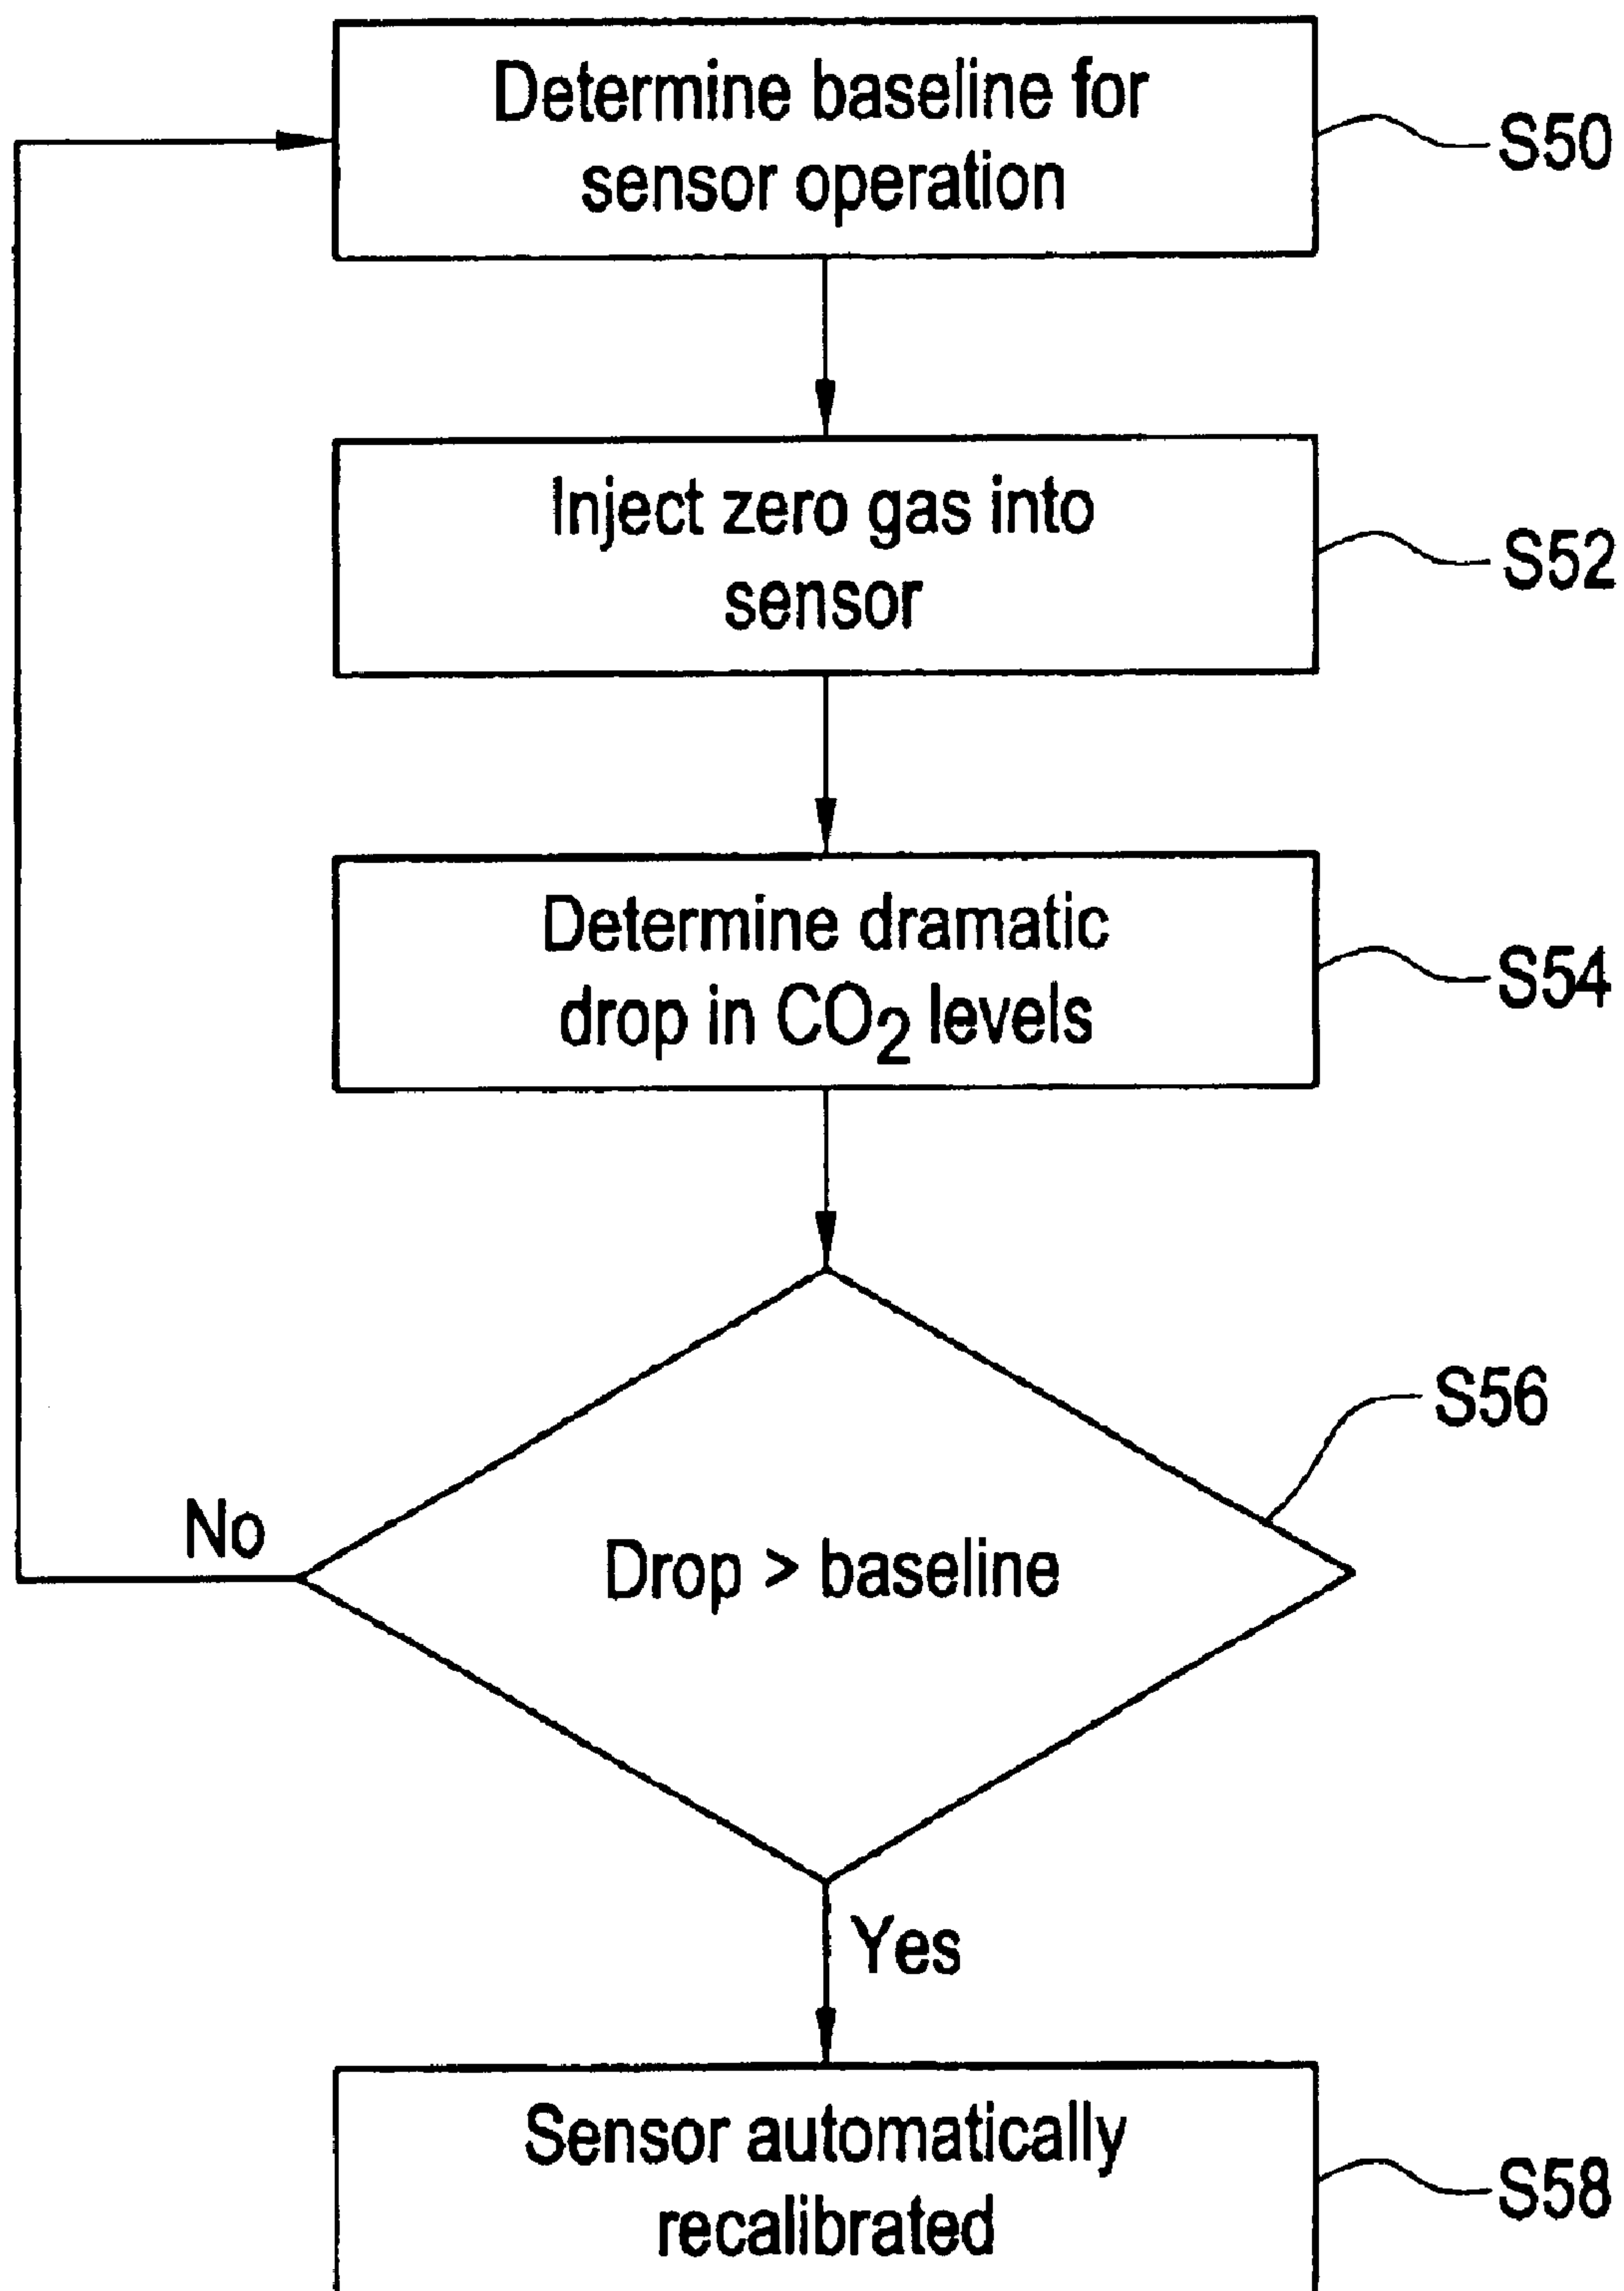 Determine baseline for
sensor operation
S50
Inject zero gas into
sensor
S52
Determine dramatic
drop in CO2 levels
S54
S56
No
Drop > baseline
Yes
Sensor automatically
recalibrated
S58